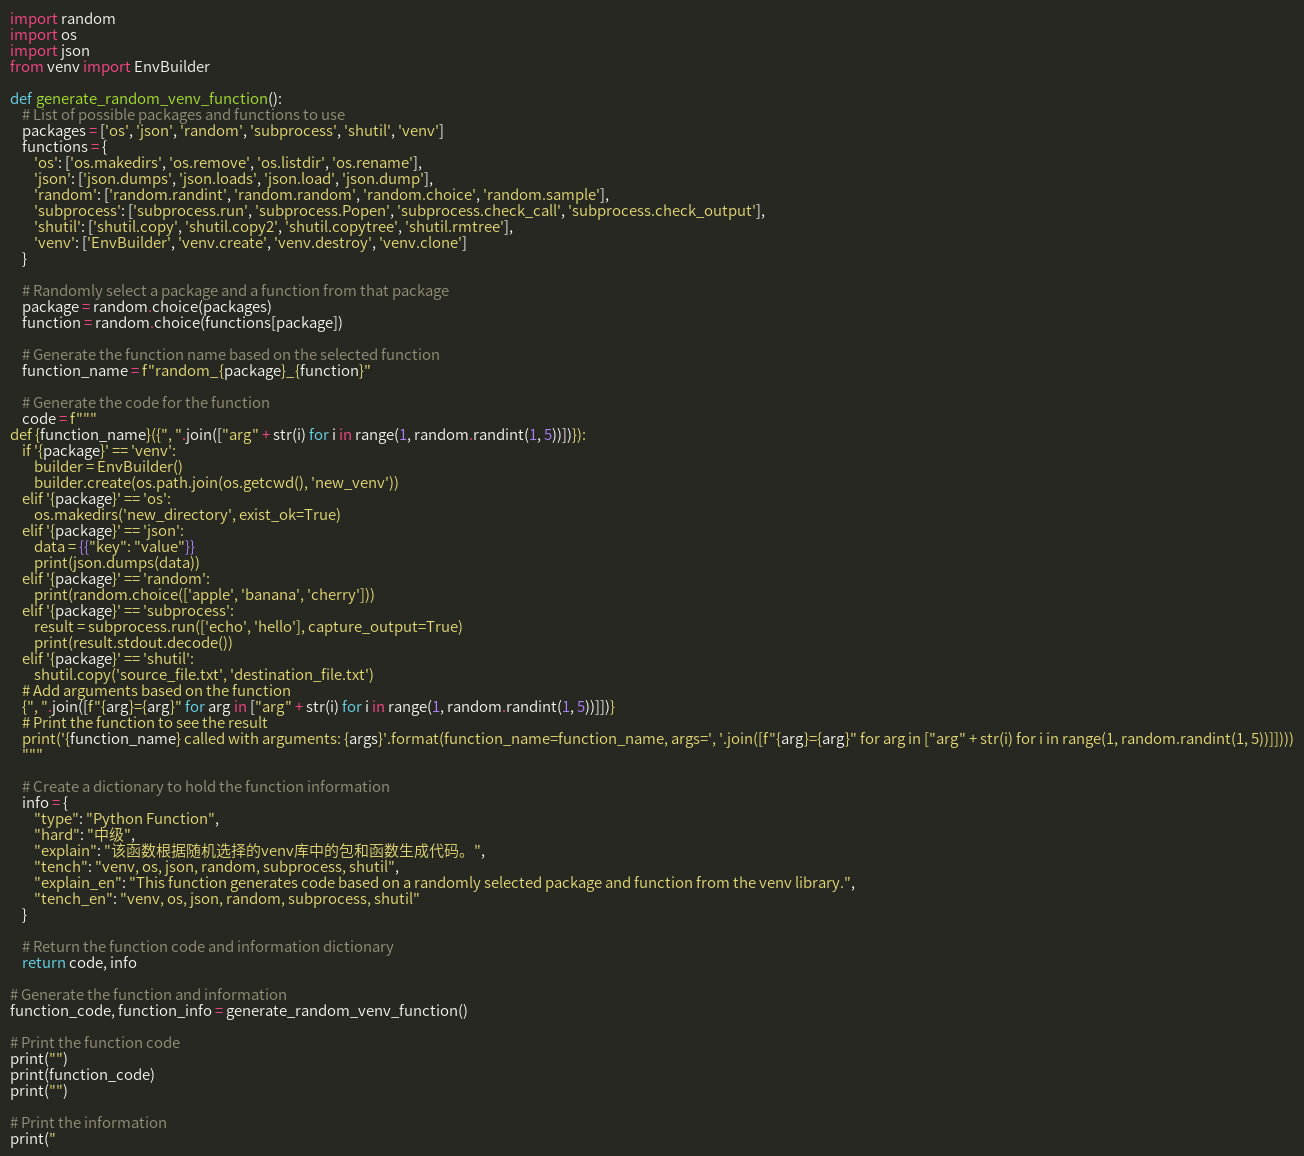 import random
import os
import json
from venv import EnvBuilder

def generate_random_venv_function():
    # List of possible packages and functions to use
    packages = ['os', 'json', 'random', 'subprocess', 'shutil', 'venv']
    functions = {
        'os': ['os.makedirs', 'os.remove', 'os.listdir', 'os.rename'],
        'json': ['json.dumps', 'json.loads', 'json.load', 'json.dump'],
        'random': ['random.randint', 'random.random', 'random.choice', 'random.sample'],
        'subprocess': ['subprocess.run', 'subprocess.Popen', 'subprocess.check_call', 'subprocess.check_output'],
        'shutil': ['shutil.copy', 'shutil.copy2', 'shutil.copytree', 'shutil.rmtree'],
        'venv': ['EnvBuilder', 'venv.create', 'venv.destroy', 'venv.clone']
    }

    # Randomly select a package and a function from that package
    package = random.choice(packages)
    function = random.choice(functions[package])

    # Generate the function name based on the selected function
    function_name = f"random_{package}_{function}"

    # Generate the code for the function
    code = f"""
def {function_name}({", ".join(["arg" + str(i) for i in range(1, random.randint(1, 5))])}):
    if '{package}' == 'venv':
        builder = EnvBuilder()
        builder.create(os.path.join(os.getcwd(), 'new_venv'))
    elif '{package}' == 'os':
        os.makedirs('new_directory', exist_ok=True)
    elif '{package}' == 'json':
        data = {{"key": "value"}}
        print(json.dumps(data))
    elif '{package}' == 'random':
        print(random.choice(['apple', 'banana', 'cherry']))
    elif '{package}' == 'subprocess':
        result = subprocess.run(['echo', 'hello'], capture_output=True)
        print(result.stdout.decode())
    elif '{package}' == 'shutil':
        shutil.copy('source_file.txt', 'destination_file.txt')
    # Add arguments based on the function
    {", ".join([f"{arg}={arg}" for arg in ["arg" + str(i) for i in range(1, random.randint(1, 5))]])}
    # Print the function to see the result
    print('{function_name} called with arguments: {args}'.format(function_name=function_name, args=', '.join([f"{arg}={arg}" for arg in ["arg" + str(i) for i in range(1, random.randint(1, 5))]])))
    """

    # Create a dictionary to hold the function information
    info = {
        "type": "Python Function",
        "hard": "中级",
        "explain": "该函数根据随机选择的venv库中的包和函数生成代码。",
        "tench": "venv, os, json, random, subprocess, shutil",
        "explain_en": "This function generates code based on a randomly selected package and function from the venv library.",
        "tench_en": "venv, os, json, random, subprocess, shutil"
    }

    # Return the function code and information dictionary
    return code, info

# Generate the function and information
function_code, function_info = generate_random_venv_function()

# Print the function code
print("")
print(function_code)
print("")

# Print the information
print("